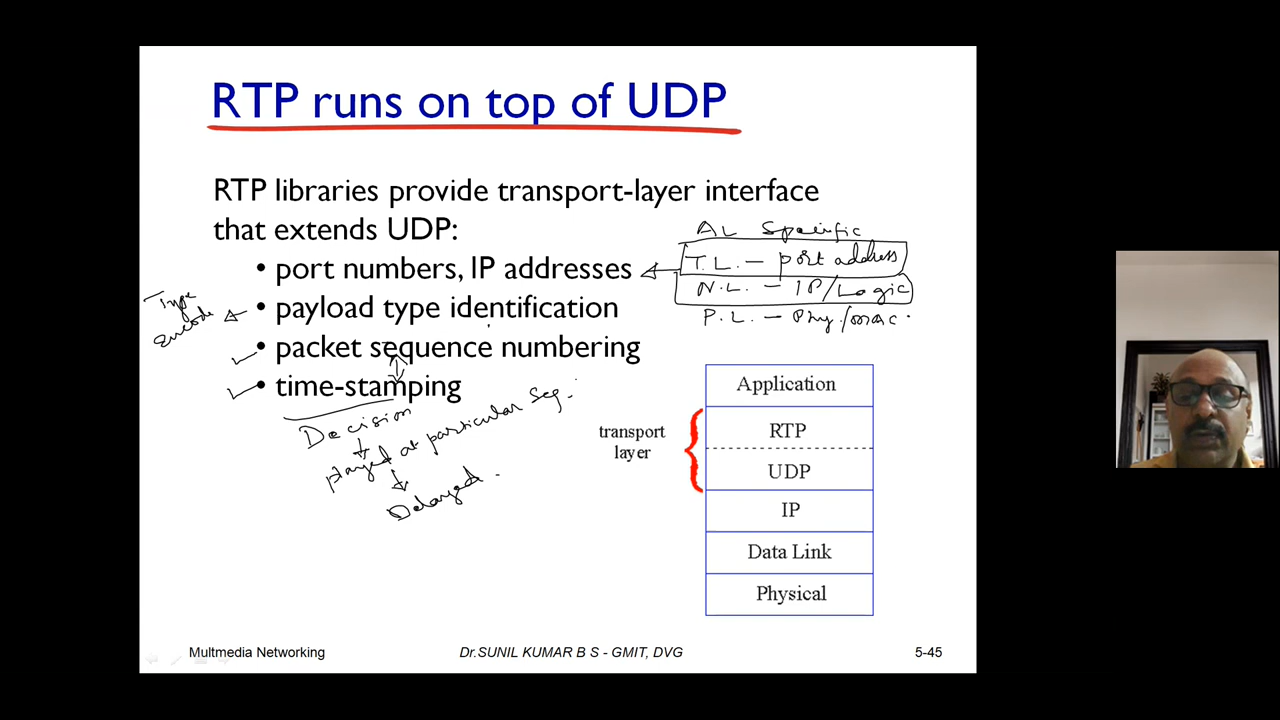 RTP runs on top of UDP
RTP libraries provide transport-layer interface
that extends UDP:
AL Specific
• port numbers, IP addresses
T.L. – port address
N.L. – IP/Logic
P.L. – Phy./mac.
• payload type identification
Type
encode
• packet sequence numbering
• time-stamping
Decision
played at particular seq.
Delayed.
transport
layer
Application
RTP
UDP
IP
Data Link
Physical
Multmedia Networking
Dr.SUNIL KUMAR B S - GMIT, DVG
5-45